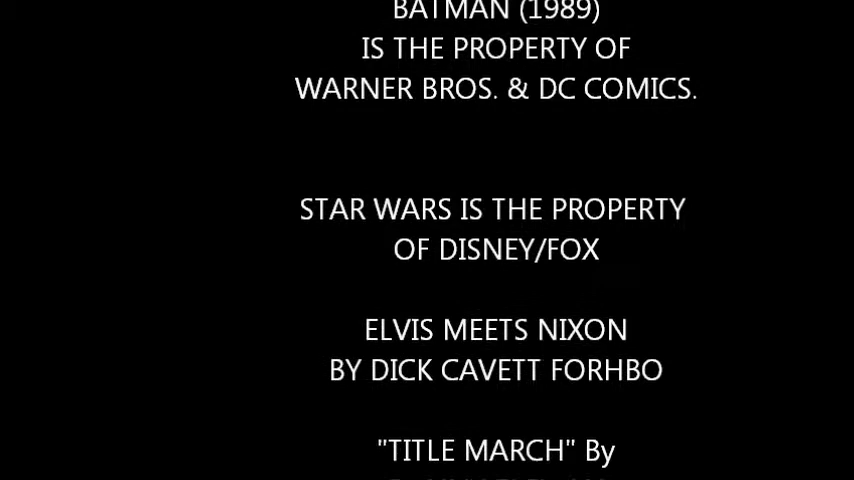 BATMAN (1989)
IS THE PROPERTY OF
WARNER BROS. & DC COMICS.
STAR WARS IS THE PROPERTY
OF DISNEY/FOX
ELVIS MEETS NIXON
BY DICK CAVETT FORHBO
"TITLE MARCH" By